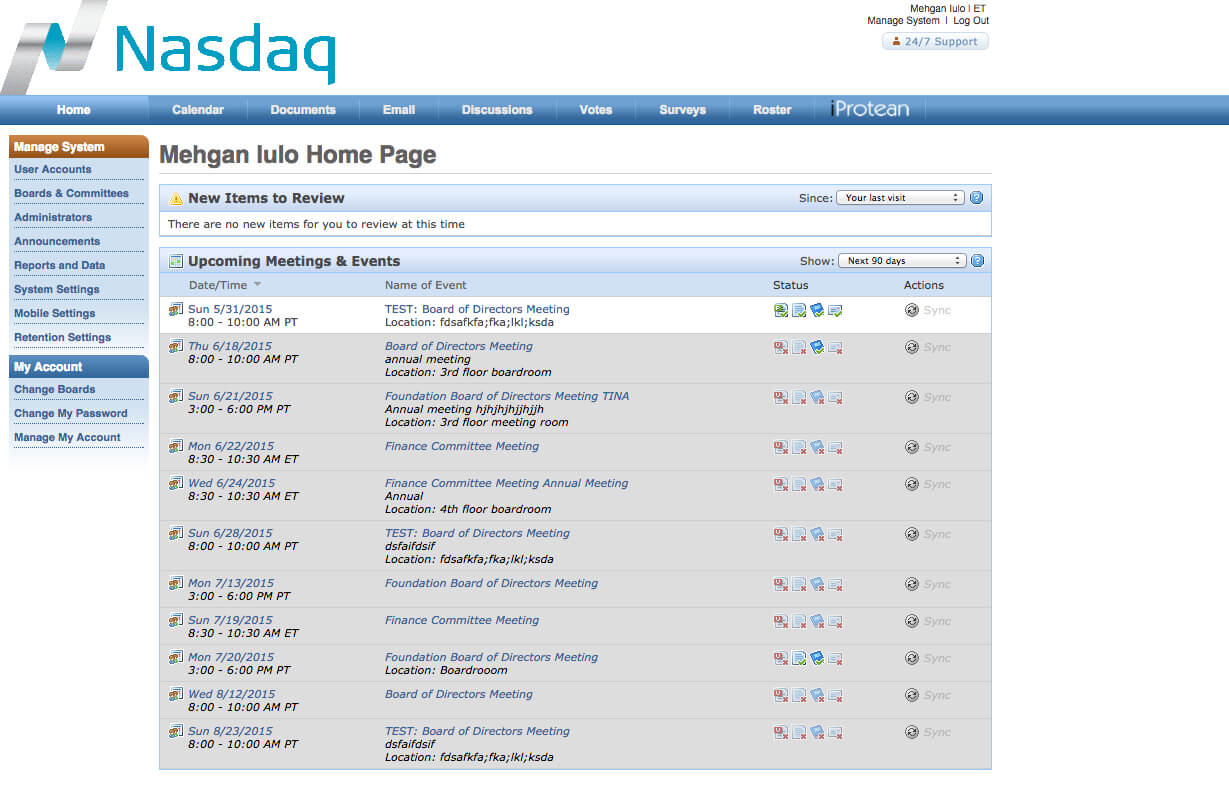 Nasdaq
Mehgan Iulo | ET
Manage System | Log Out
24/7 Support
Home Calendar Documents Email Discussions Votes Surveys Roster iProtean
Manage System
User Accounts
Boards & Committees
Administrators
Announcements
Reports and Data
System Settings
Mobile Settings
Retention Settings
My Account
Change Boards
Change My Password
Manage My Account
Mehgan Iulo Home Page
New Items to Review Since: Your last visit ?
There are no new items for you to review at this time
Upcoming Meetings & Events Show: Next 90 days ?
Date/Time Name of Event Status Actions
Sun 5/31/2015 TEST: Board of Directors Meeting Sync
8:00 - 10:00 AM PT Location: fdsafkfa;fka;lkl;ksda
Thu 6/18/2015 Board of Directors Meeting Sync
8:00 - 10:00 AM PT annual meeting
Location: 3rd floor boardroom
Sun 6/21/2015 Foundation Board of Directors Meeting TINA Sync
3:00 - 6:00 PM PT Annual meeting hjhjhjhjjhjjh
Location: 3rd floor meeting room
Mon 6/22/2015 Finance Committee Meeting Sync
8:30 - 10:30 AM ET
Wed 6/24/2015 Finance Committee Meeting Annual Meeting Sync
8:30 - 10:30 AM ET Annual
Location: 4th floor boardroom
Sun 6/28/2015 TEST: Board of Directors Meeting Sync
8:00 - 10:00 AM PT dsfaifdsif
Location: fdsafkfa;fka;lkl;ksda
Mon 7/13/2015 Foundation Board of Directors Meeting Sync
3:00 - 6:00 PM PT
Sun 7/19/2015 Finance Committee Meeting Sync
8:30 - 10:30 AM ET
Mon 7/20/2015 Foundation Board of Directors Meeting Sync
3:00 - 6:00 PM PT Location: Boardrooom
Wed 8/12/2015 Board of Directors Meeting Sync
8:00 - 10:00 AM PT
Sun 8/23/2015 TEST: Board of Directors Meeting Sync
8:00 - 10:00 AM PT dsfaifdsif
Location: fdsafkfa;fka;lkl;ksda